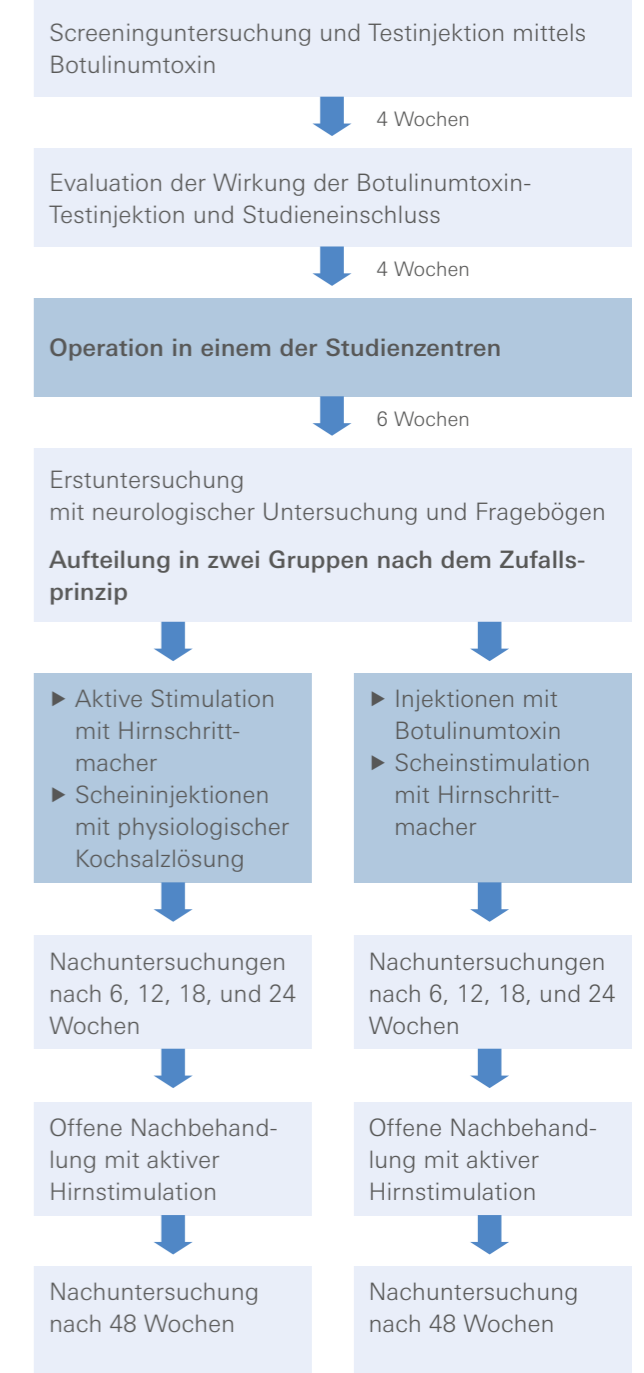 Screeninguntersuchung und Testinjektion mittels
Botulinumtoxin
4 Wochen
Evaluation der Wirkung der Botulinumtoxin-
Testinjektion und Studieneinschluss
4 Wochen
Operation in einem der Studienzentren
6 Wochen
Erstuntersuchung
mit neurologischer Untersuchung und Fragebögen
Aufteilung in zwei Gruppen nach dem Zufalls-
prinzip
▶ Aktive Stimulation
mit Hirnschritt-
macher
▶ Scheininjektionen
mit physiologischer
Kochsalzlösung
▶ Injektionen mit
Botulinumtoxin
▶ Scheinstimulation
mit Hirnschritt-
macher
Nachuntersuchungen
nach 6, 12, 18, und 24
Wochen
Nachuntersuchungen
nach 6, 12, 18, und 24
Wochen
Offene Nachbehand-
lung mit aktiver
Hirnstimulation
Offene Nachbehand-
lung mit aktiver
Hirnstimulation
Nachuntersuchung
nach 48 Wochen
Nachuntersuchung
nach 48 Wochen